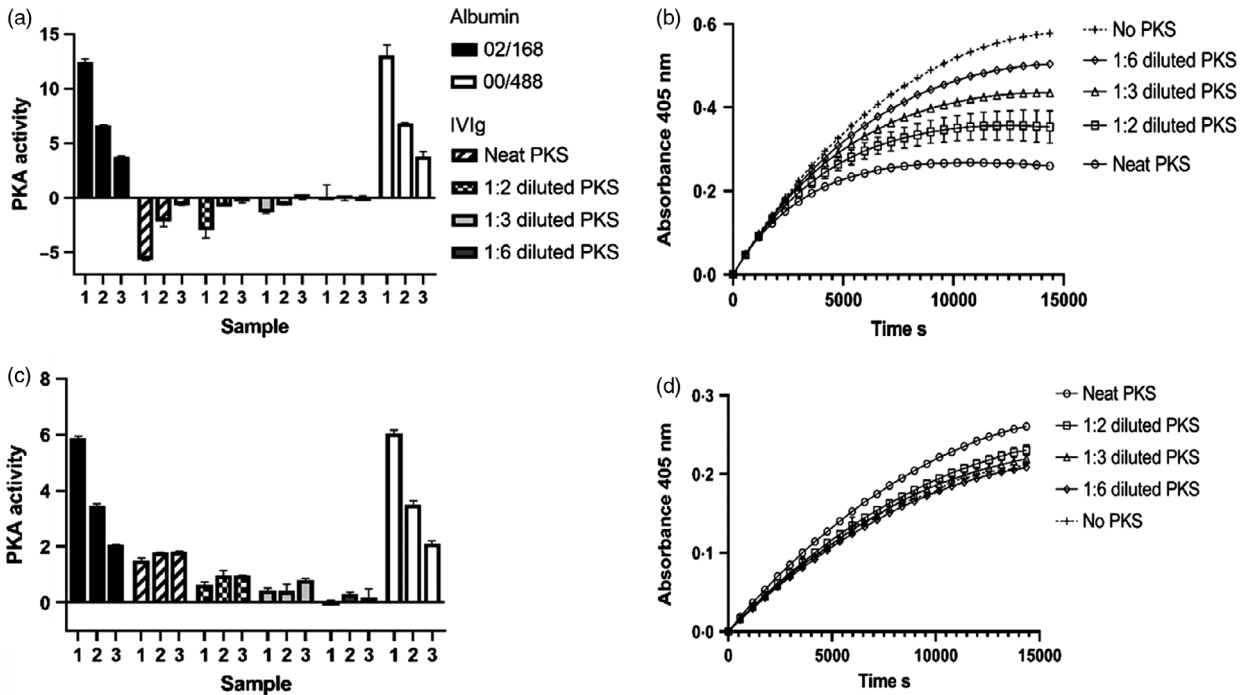 (a)
PKA activity
15
10
5
0
−5
1 2 3 1 2 3 1 2 3 1 2 3 1 2 3 1 2 3
Sample
Albumin
02/168
00/488
IVIg
Neat PKS
1:2 diluted PKS
1:3 diluted PKS
1:6 diluted PKS
(b)
Absorbance 405 nm
0·6
0·4
0·2
0·0
0 5000 10000 15000
Time s
No PKS
1:6 diluted PKS
1:3 diluted PKS
1:2 diluted PKS
Neat PKS
(c)
PKA activity
8
6
4
2
0
1 2 3 1 2 3 1 2 3 1 2 3 1 2 3 1 2 3
Sample
(d)
Absorbance 405 nm
0·3
0·2
0·1
0·0
0 5000 10000 15000
Time s
Neat PKS
1:2 diluted PKS
1:3 diluted PKS
1:6 diluted PKS
No PKS